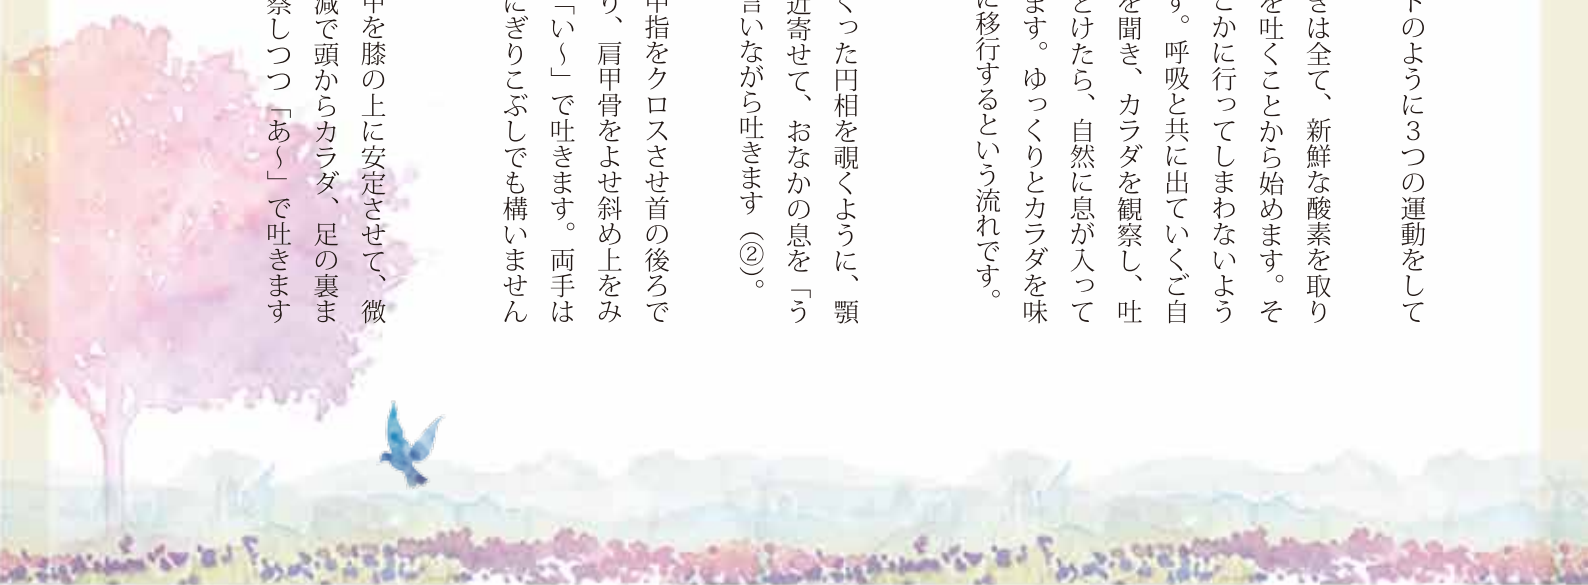 のように３つの運動をして
は全て、新鮮な酸素を取り
を吐くことから始めます。そ
かに行ってしまわないよう
す。呼吸と共に出ていくご自
を聞き、カラダを観察し、吐
とけたら、自然に息が入って
ます。ゆっくりとカラダを味
に移行するという流れです。
くった円相を覗くように、顎
近寄せて、おなかの息を「う
言いながら吐きます（②）。
指をクロスさせ首の後ろで
り、肩甲骨をよせ斜め上をみ
「い〜」で吐きます。両手は
にぎりこぶしでも構いません
を膝の上に安定させて、微
減で頭からカラダ、足の裏ま
察しつつ「あ〜」で吐きます